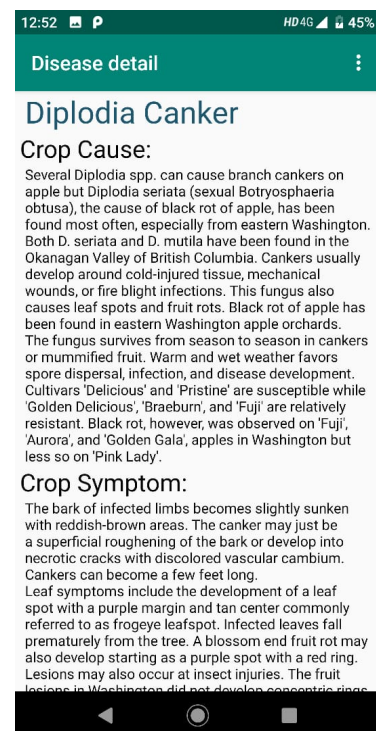 12:52 P HD 4G 45%
Disease detail
Diplodia Canker
Crop Cause:
Several Diplodia spp. can cause branch cankers on
apple but Diplodia seriata (sexual Botryosphaeria
obtusa), the cause of black rot of apple, has been
found most often, especially from eastern Washington.
Both D. seriata and D. mutila have been found in the
Okanagan Valley of British Columbia. Cankers usually
develop around cold-injured tissue, mechanical
wounds, or fire blight infections. This fungus also
causes leaf spots and fruit rots. Black rot of apple has
been found in eastern Washington apple orchards.
The fungus survives from season to season in cankers
or mummified fruit. Warm and wet weather favors
spore dispersal, infection, and disease development.
Cultivars 'Delicious' and 'Pristine' are susceptible while
'Golden Delicious', 'Braeburn', and 'Fuji' are relatively
resistant. Black rot, however, was observed on 'Fuji',
'Aurora', and 'Golden Gala', apples in Washington but
less so on 'Pink Lady'.
Crop Symptom:
The bark of infected limbs becomes slightly sunken
with reddish-brown areas. The canker may just be
a superficial roughening of the bark or develop into
necrotic cracks with discolored vascular cambium.
Cankers can become a few feet long.
Leaf symptoms include the development of a leaf
spot with a purple margin and tan center commonly
referred to as frogeye leafspot. Infected leaves fall
prematurely from the tree. A blossom end fruit rot may
also develop starting as a purple spot with a red ring.
Lesions may also occur at insect injuries. The fruit
lesions in Washington did not develop concentric rings